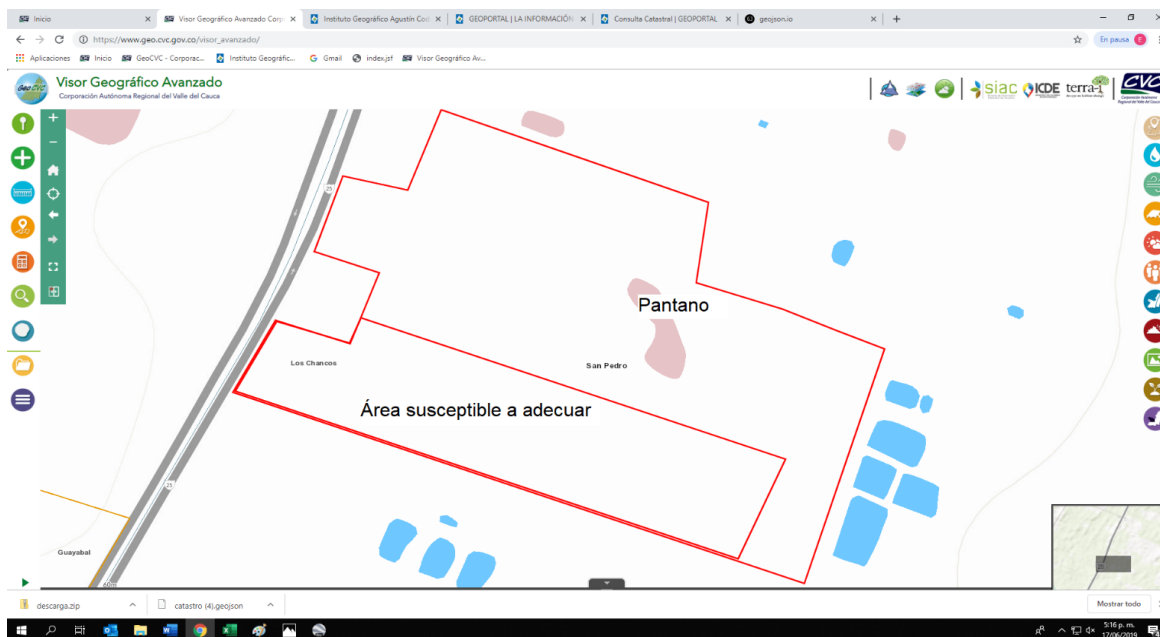 Inicio
Visor Geográfico Avanzado Corp
Instituto Geográfico Agustín Cod
GEOPORTAL | LA INFORMACIÓN
Consulta Catastral | GEOPORTAL
geojson.io
https://www.geo.cvc.gov.co/visor_avanzado/
En pausa
E
Aplicaciones
Inicio
GeoCVC - Corporac...
Instituto Geográfic...
Gmail
index.jsf
Visor Geográfico Av...
GeoCVC
Visor Geográfico Avanzado
Corporación Autónoma Regional del Valle del Cauca
siac
ICDE
terra-i
CVC
25
Pantano
Los Chancos
San Pedro
Área susceptible a adecuar
25
Guayabal
60m
descarga.zip
catastro (4).geojson
Mostrar todo
5:16 p. m.
17/06/2019